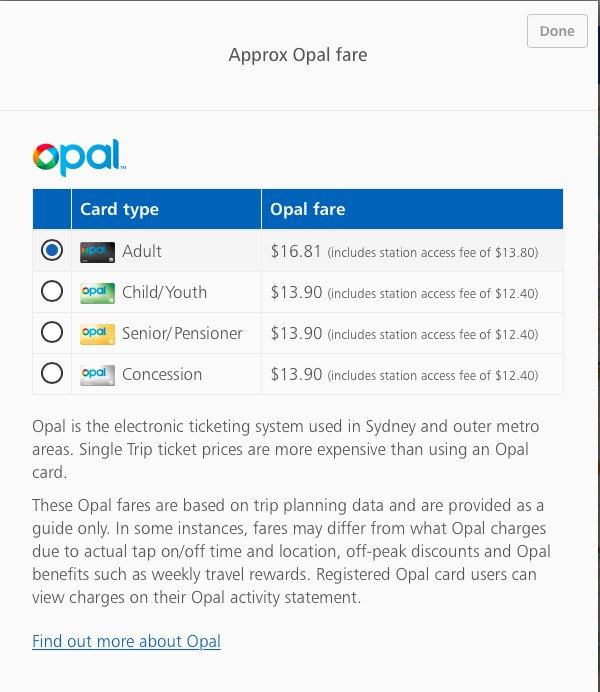 Done
Approx Opal fare
opal™
Card type Opal fare
opal Adult $16.81 (includes station access fee of $13.80)
opal Child/Youth $13.90 (includes station access fee of $12.40)
opal Senior/Pensioner $13.90 (includes station access fee of $12.40)
opal Concession $13.90 (includes station access fee of $12.40)
Opal is the electronic ticketing system used in Sydney and outer metro
areas. Single Trip ticket prices are more expensive than using an Opal
card.
These Opal fares are based on trip planning data and are provided as a
guide only. In some instances, fares may differ from what Opal charges
due to actual tap on/off time and location, off-peak discounts and Opal
benefits such as weekly travel rewards. Registered Opal card users can
view charges on their Opal activity statement.
Find out more about Opal